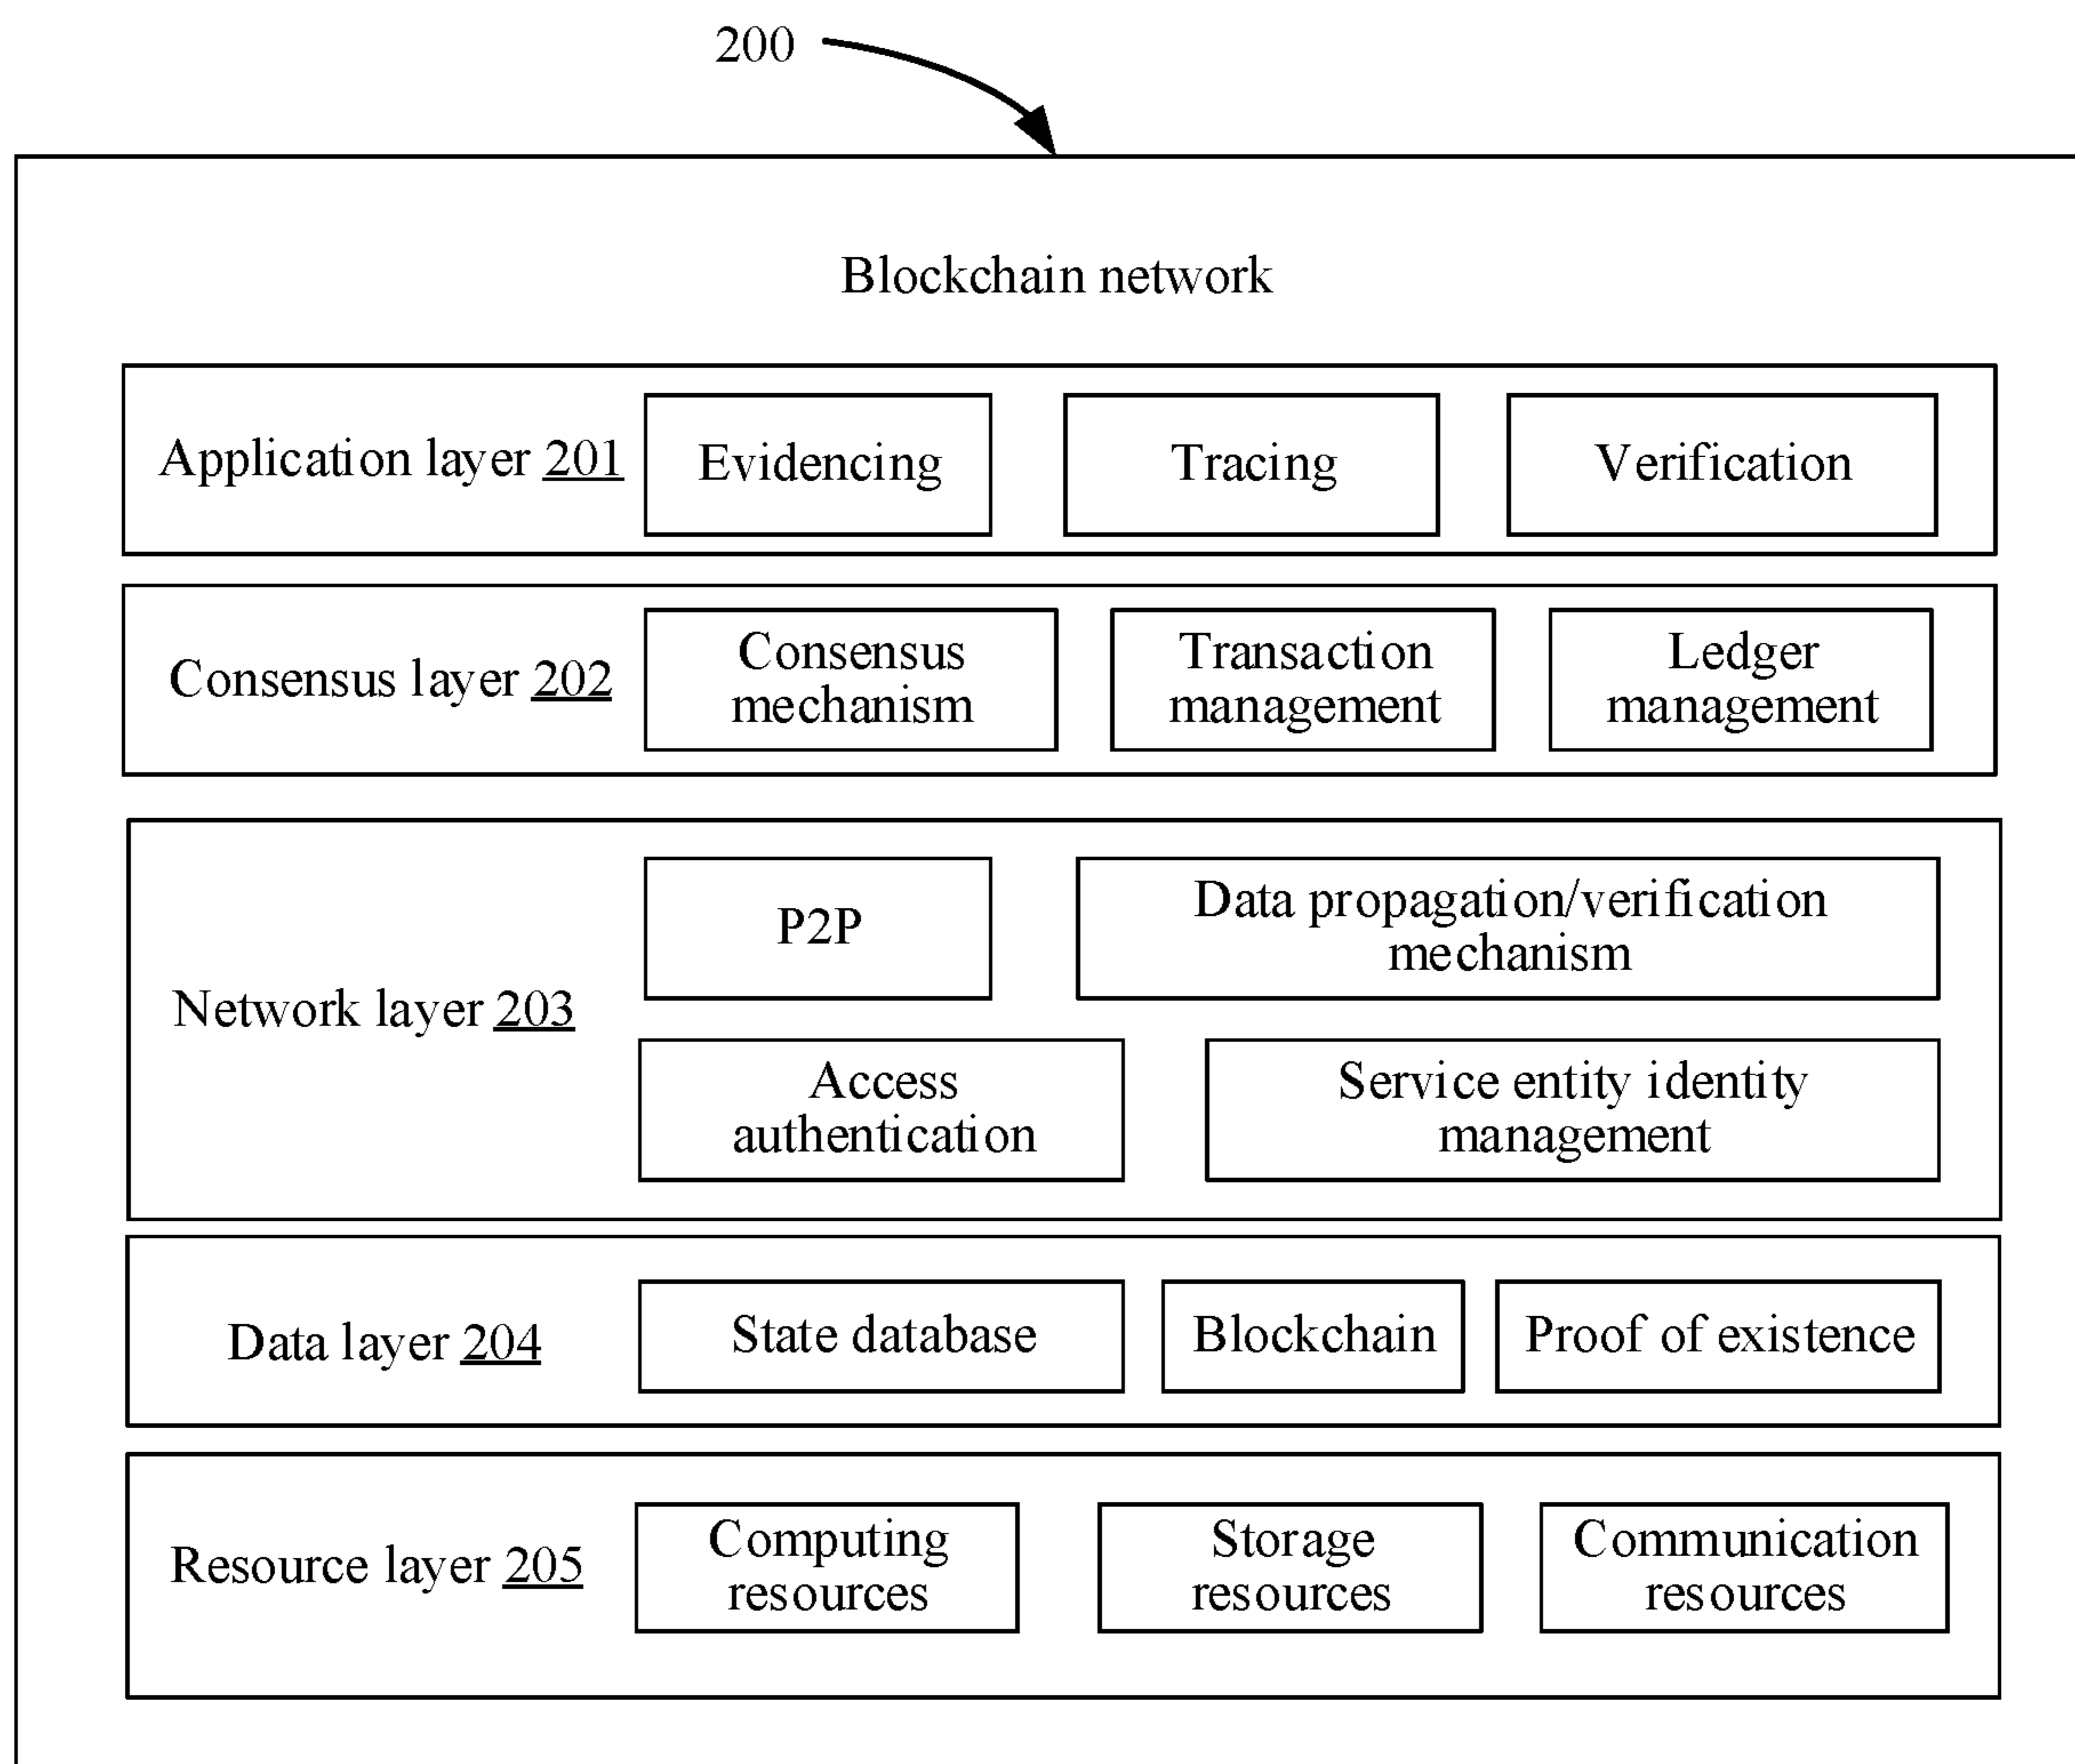 200
Blockchain network
Application layer 201
Evidencing
Tracing
Verification
Consensus layer 202
Consensus
mechanism
Transaction
management
Ledger
management
Network layer 203
P2P
Data propagation/verification
mechanism
Access
authentication
Service entity identity
management
Data layer 204
State database
Blockchain
Proof of existence
Resource layer 205
Computing
resources
Storage
resources
Communication
resources